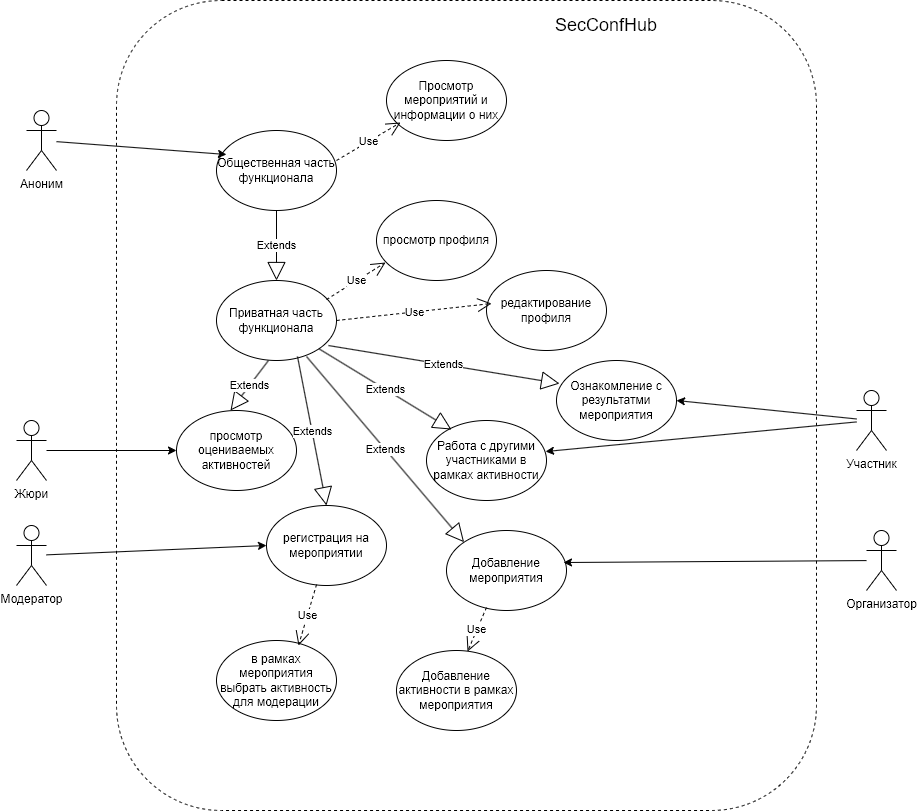 SecConfHub
Просмотр
мероприятий и
информации о них
Use
Аноним
Общественная часть
функционала
Extends
просмотр профиля
Use
Приватная часть
функционала
Use
редактирование
профиля
Extends
Extends
Extends
Extends
Extends
Ознакомление с
результатми
мероприятия
просмотр
оцениваемых
активностей
Работа с другими
участниками в
рамках активности
Жюри
Участник
регистрация на
мероприятии
Добавление
мероприятия
Модератор
Организатор
Use
Use
в рамках
мероприятия
выбрать активность
для модерации
Добавление
активности в рамках
мероприятия